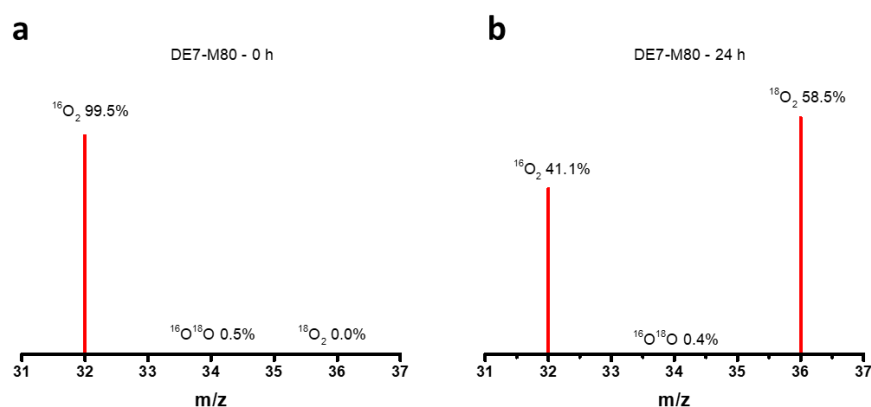 a
DE7-M80 - 0 h
¹⁶O₂ 99.5%
¹⁶O¹⁸O 0.5%
¹⁸O₂ 0.0%
31 32 33 34 35 36 37
m/z
b
DE7-M80 - 24 h
¹⁸O₂ 58.5%
¹⁶O₂ 41.1%
¹⁶O¹⁸O 0.4%
31 32 33 34 35 36 37
m/z